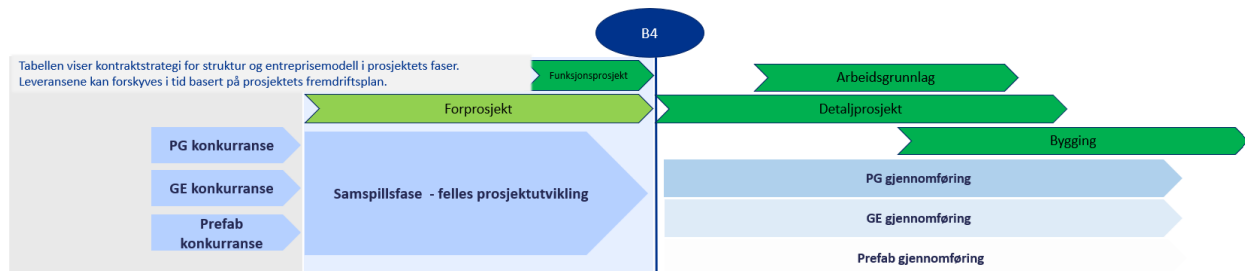 B4
Tabellen viser kontraktstrategi for struktur og entreprisemodell i prosjektets faser.
Leveransene kan forskyves i tid basert på prosjektets fremdriftsplan.
Funksjonsprosjekt
Arbeidsgrunnlag
Forprosjekt
Detaljprosjekt
Bygging
PG konkurranse
GE konkurranse
Prefab
konkurranse
Samspillsfase - felles prosjektutvikling
PG gjennomføring
GE gjennomføring
Prefab gjennomføring